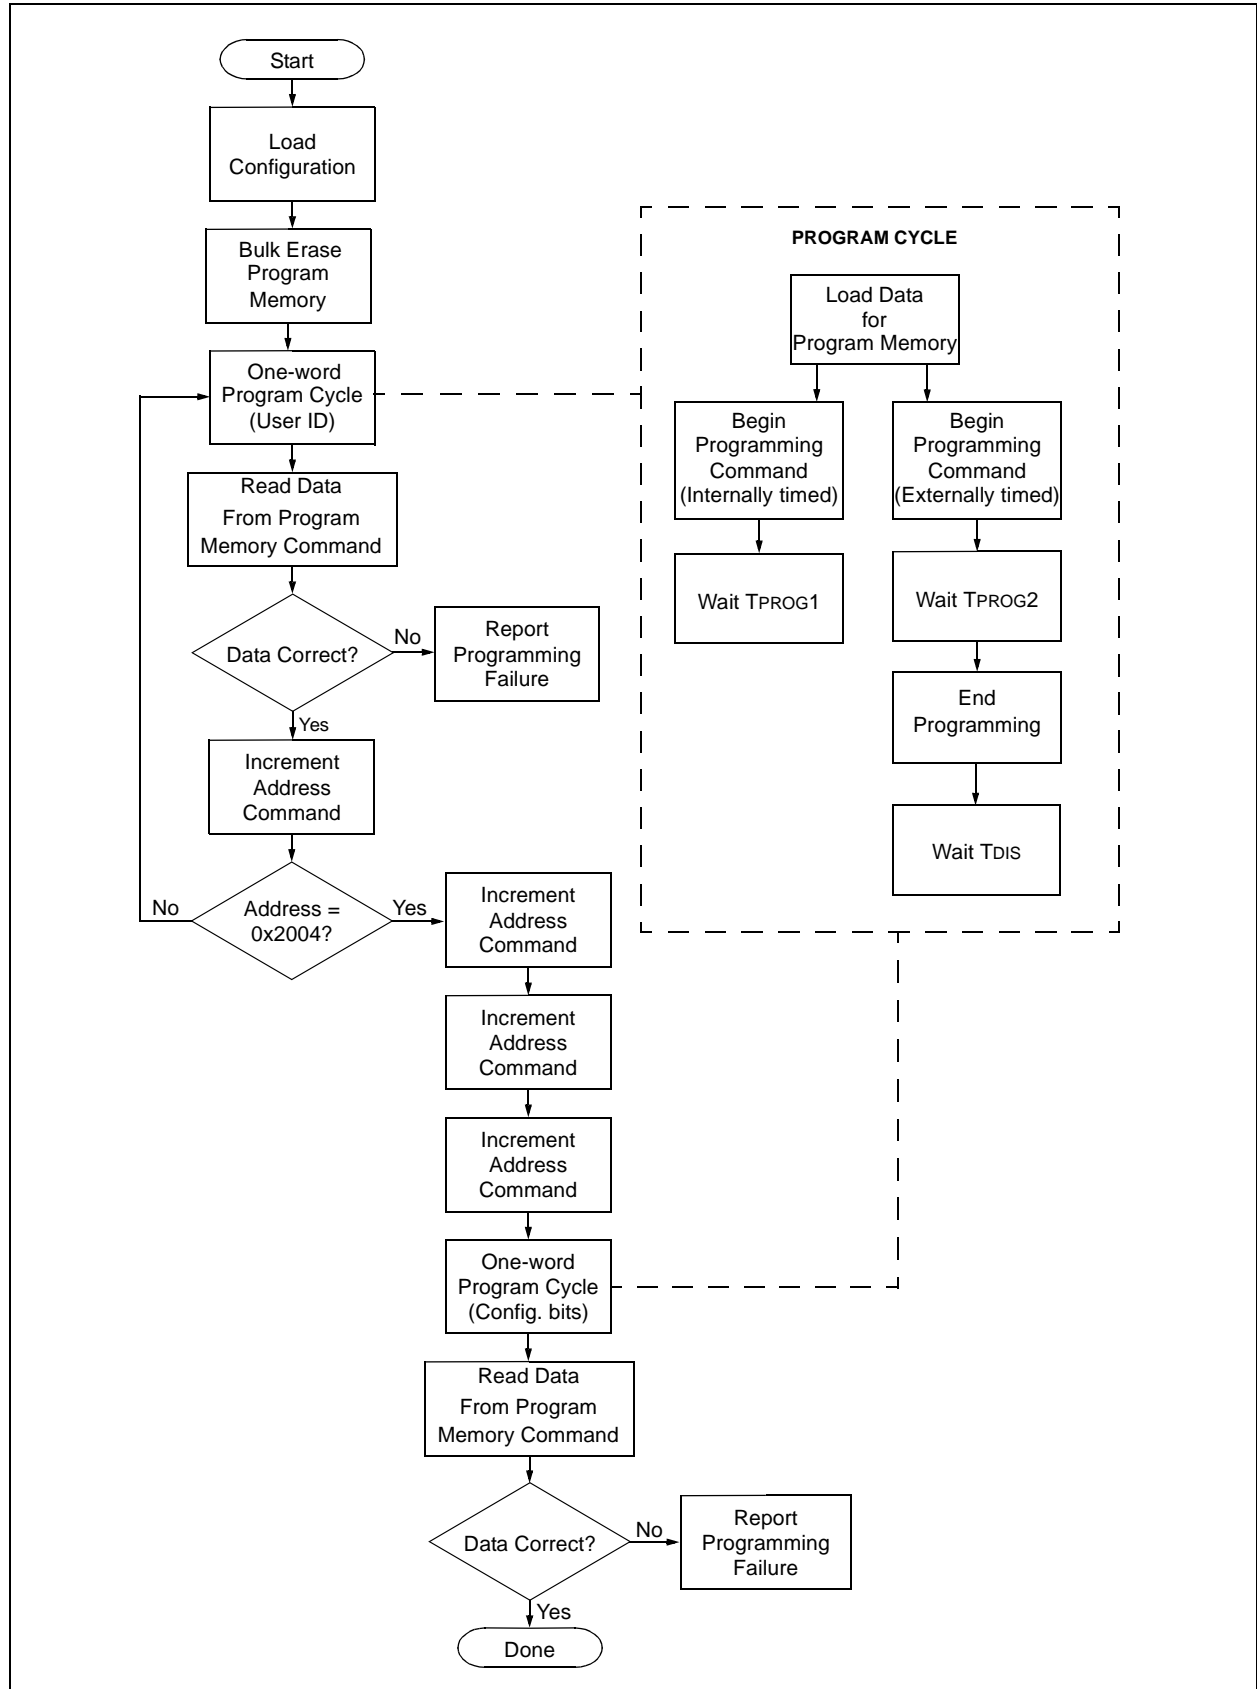 Start
Load
Configuration
Bulk Erase
Program
Memory
One-word
Program Cycle
(User ID)
Read Data
From Program
Memory Command
Data Correct?
No
Report
Programming
Failure
Yes
Increment
Address
Command
Address =
0x2004?
No
Yes
Increment
Address
Command
Increment
Address
Command
Increment
Address
Command
One-word
Program Cycle
(Config. bits)
Read Data
From Program
Memory Command
Data Correct?
No
Report
Programming
Failure
Yes
Done
PROGRAM CYCLE
Load Data
for
Program Memory
Begin
Programming
Command
(Internally timed)
Wait TPROG1
Begin
Programming
Command
(Externally timed)
Wait TPROG2
End
Programming
Wait TDIS